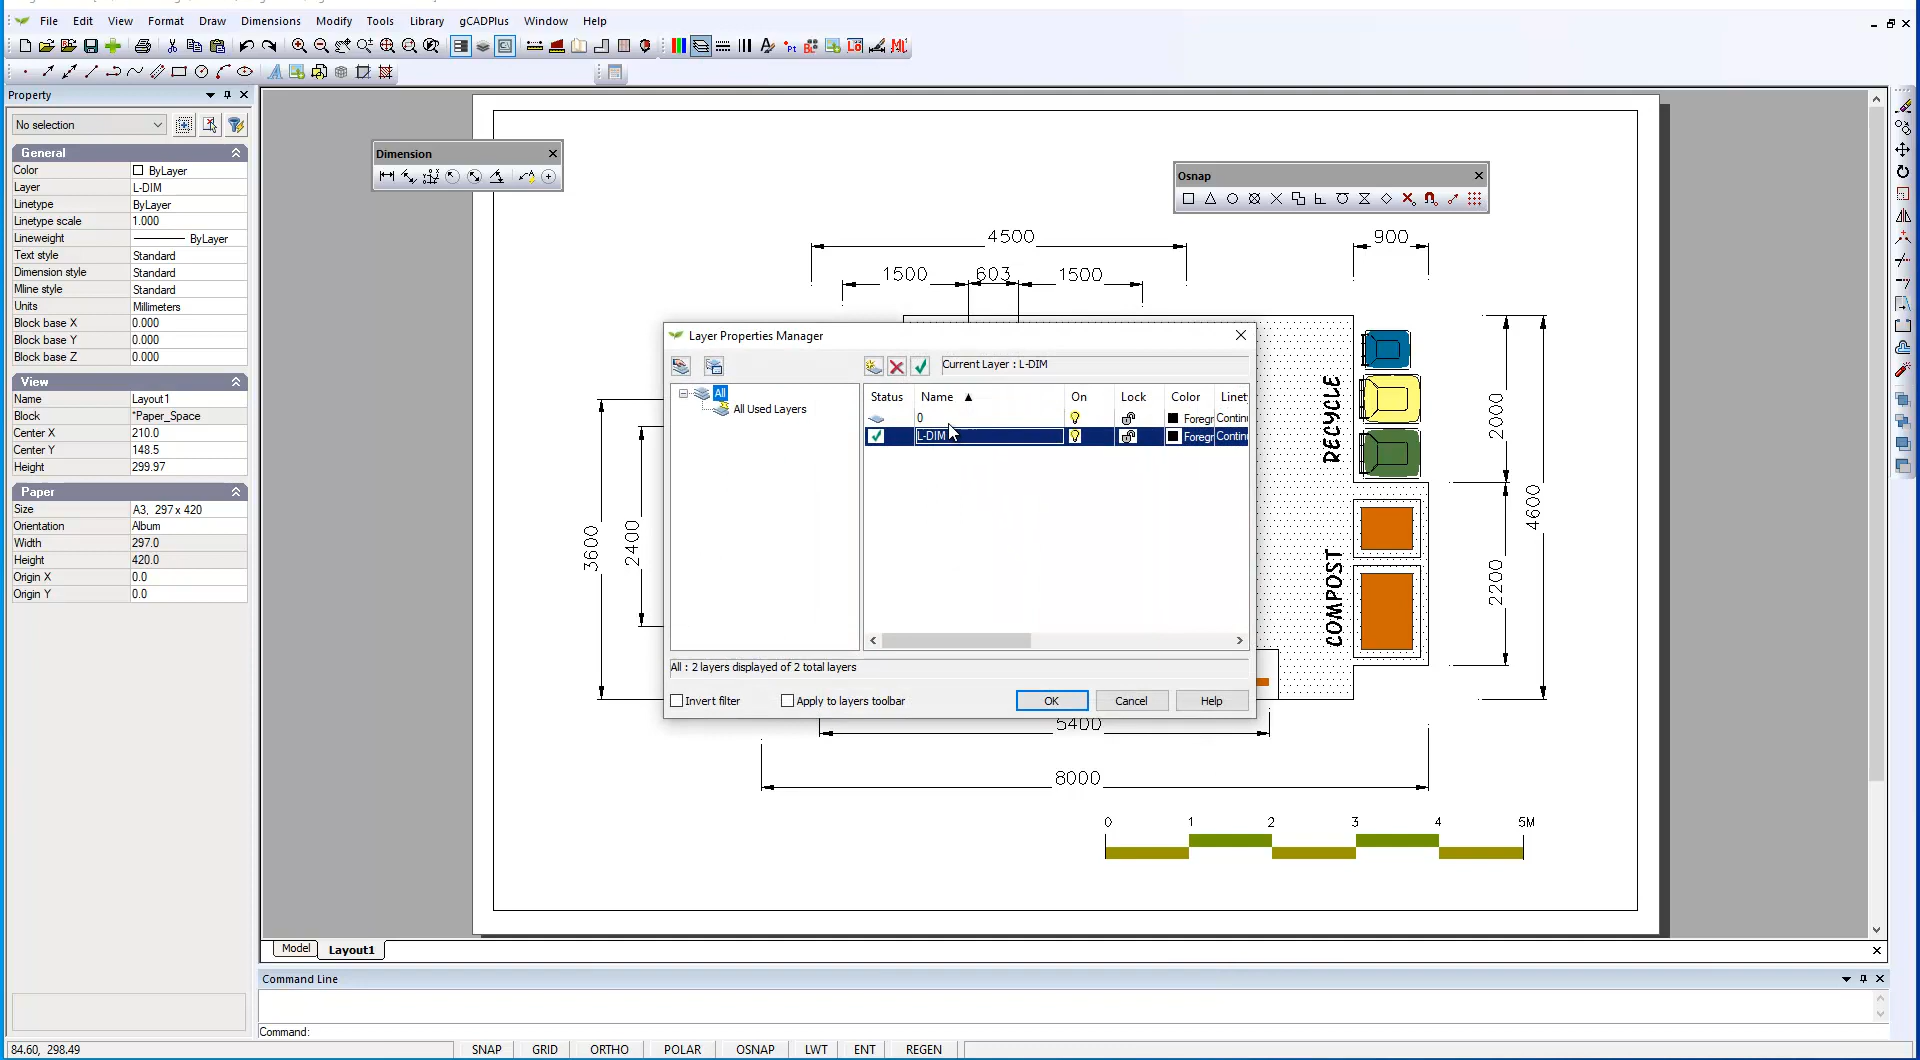 File Edit View Format Draw Dimensions Modify Tools Library gCADPlus Window Help
Property
No selection
General
Color ByLayer
Layer L-DIM
Linetype ByLayer
Linetype scale 1.000
Lineweight ByLayer
Text style Standard
Dimension style Standard
Mline style Standard
Units Millimeters
Block base X 0.000
Block base Y 0.000
Block base Z 0.000
View
Name Layout1
Block *Paper_Space
Center X 210.0
Center Y 148.5
Height 299.97
Paper
Size A3, 297 x 420
Orientation Album
Width 297.0
Height 420.0
Origin X 0.0
Origin Y 0.0
Dimension
Osnap
4500
900
1500 603 1500
Layer Properties Manager
Current Layer : L-DIM
All
All Used Layers
Status Name On Lock Color Linet
0 Foregr Contin
L-DIM Foregr Contin
All : 2 layers displayed of 2 total layers
Invert filter Apply to layers toolbar OK Cancel Help
3600
2400
RECYCLE
COMPOST
2000
2200
4600
5400
8000
0 1 2 3 4 5M
Model Layout1
Command Line
Command:
84.60, 298.49 SNAP GRID ORTHO POLAR OSNAP LWT ENT REGEN